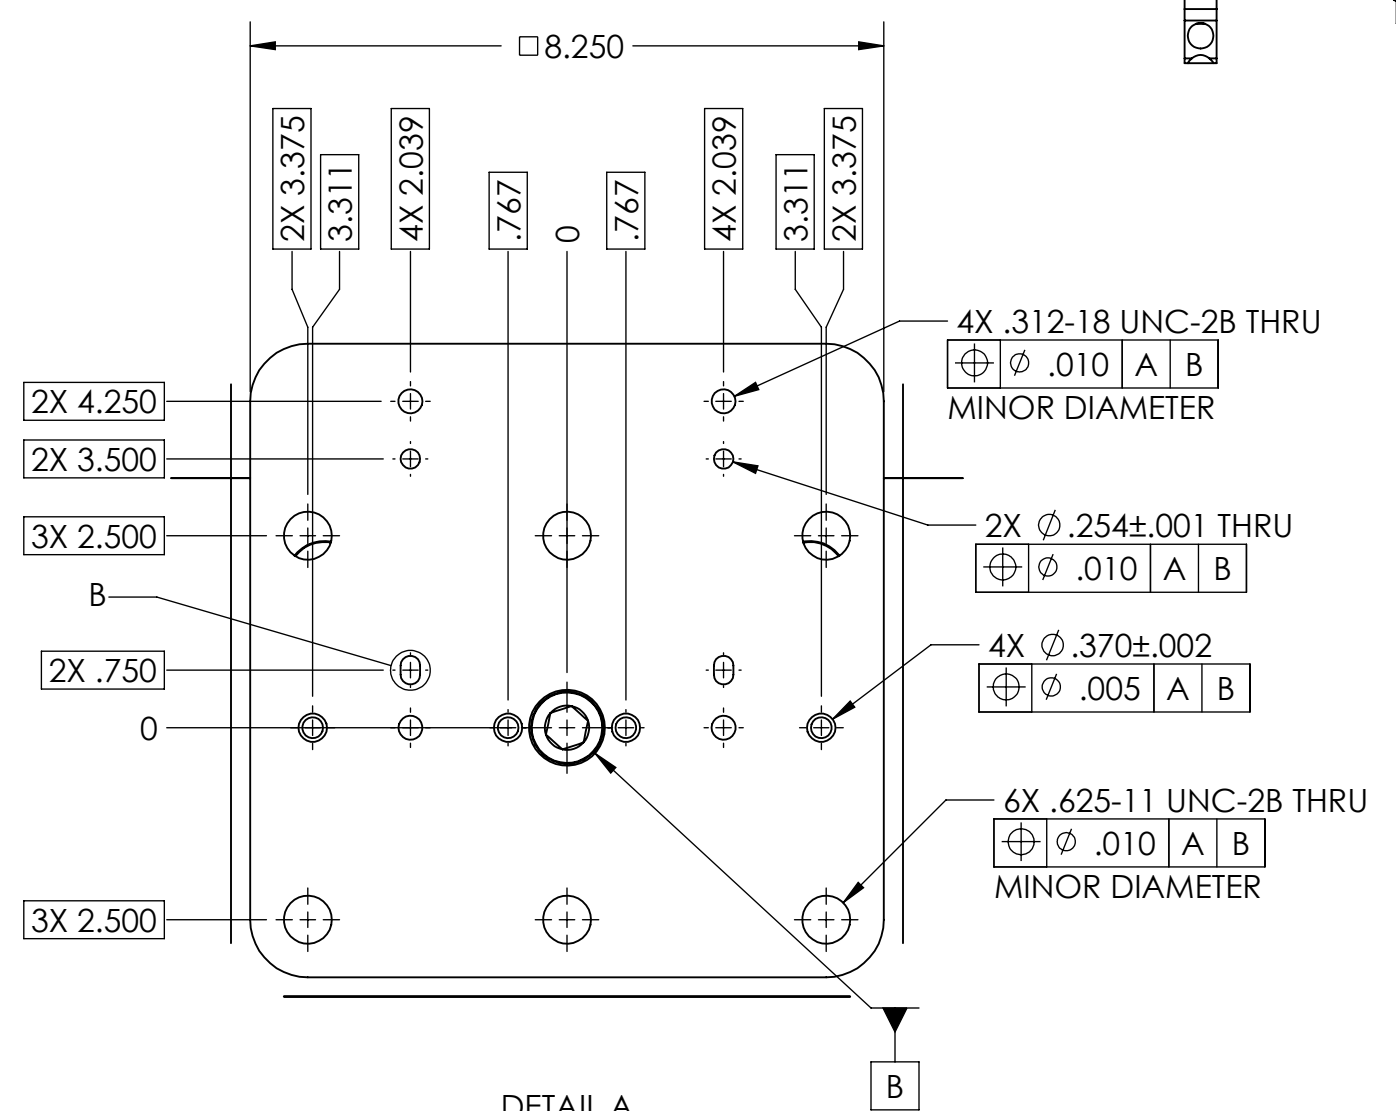 □8.250
2X 3.375
3.311
4X 2.039
.767
0
.767
4X 2.039
3.311
2X 3.375
4X .312-18 UNC-2B THRU
⌖ ⌀ .010 A B
MINOR DIAMETER
2X 4.250
2X 3.500
3X 2.500
2X ⌀.254±.001 THRU
⌖ ⌀ .010 A B
B
2X .750
4X ⌀.370±.002
⌖ ⌀ .005 A B
0
6X .625-11 UNC-2B THRU
⌖ ⌀ .010 A B
MINOR DIAMETER
3X 2.500
B
DETAIL A